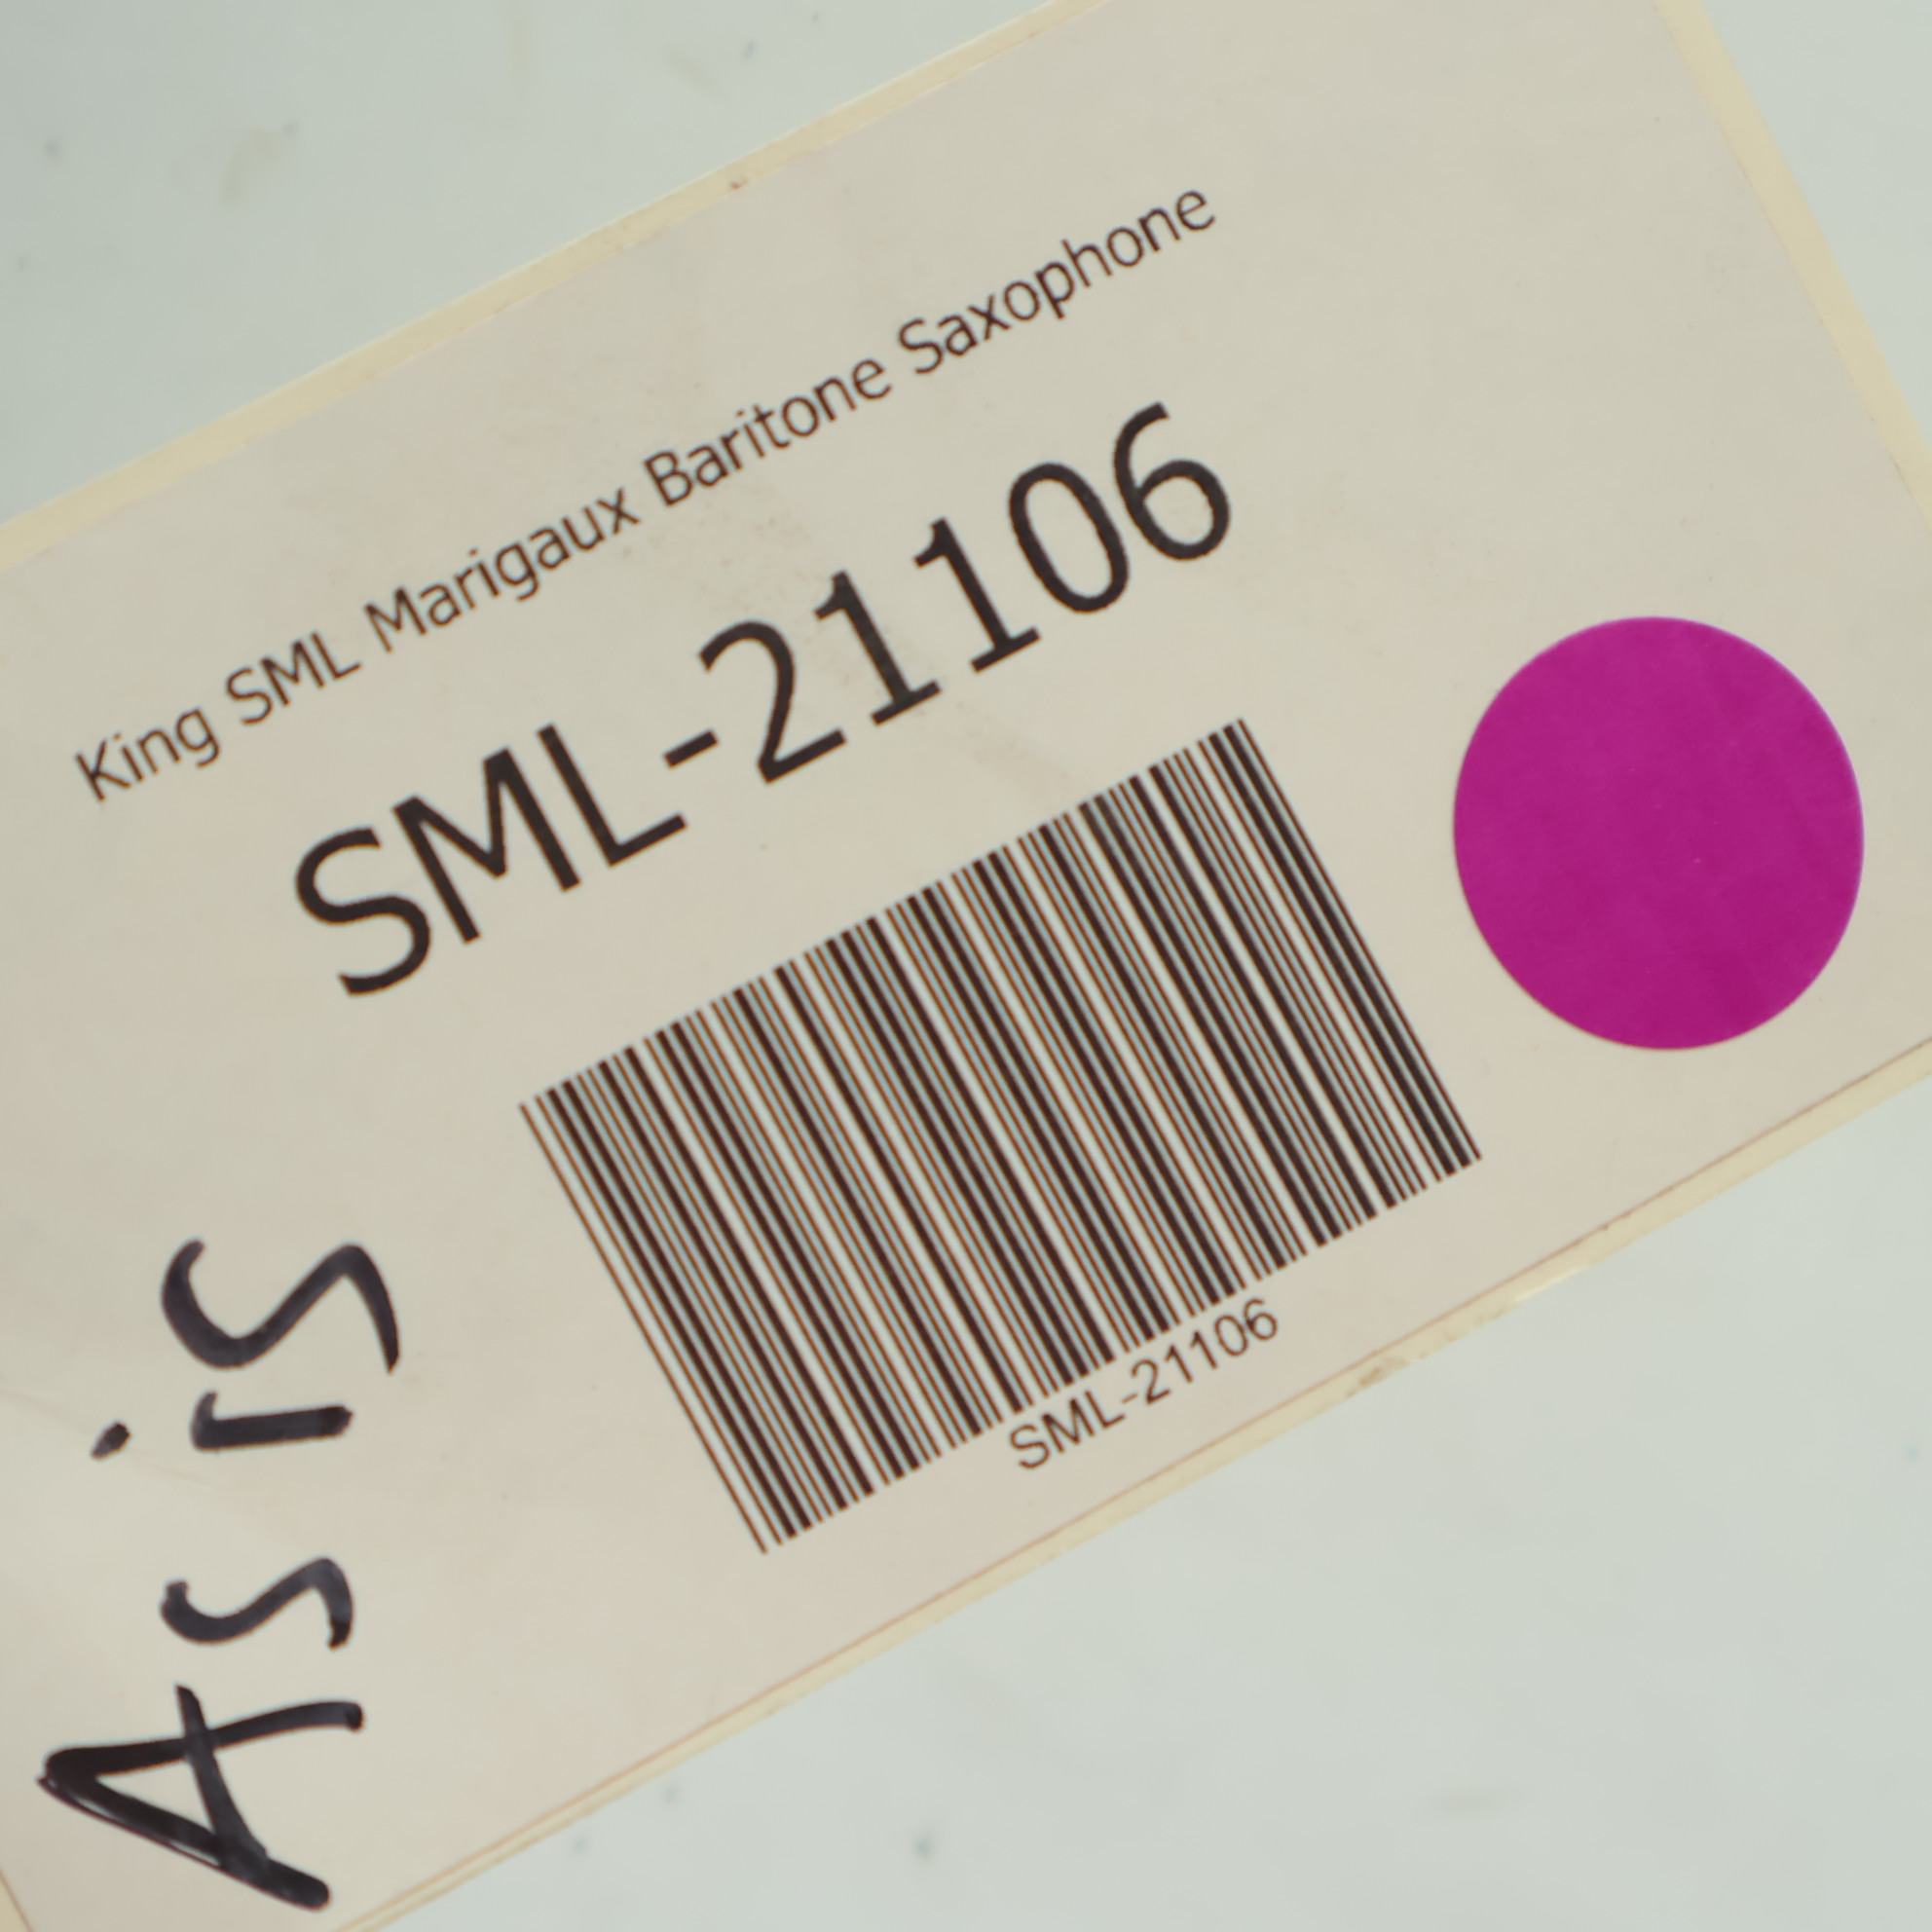 King SML Marigaux Baritone Saxophone
SML-21106
SML-21106
As is